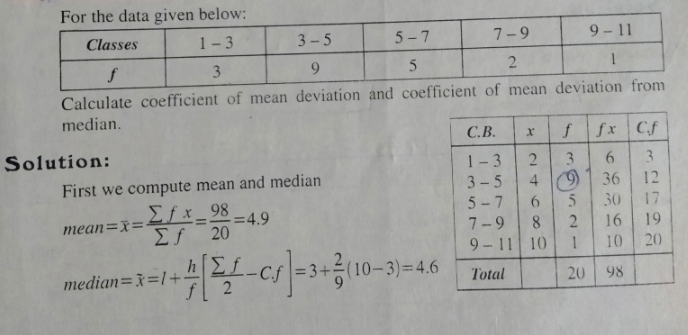 For the data given below:
Classes 1 – 3 3 – 5 5 – 7 7 – 9 9 – 11
f 3 9 5 2 1
Calculate coefficient of mean deviation and coefficient of mean deviation from
median.
Solution:
First we compute mean and median
mean=x̄=Σfx/Σf=98/20=4.9
median=x̃=l+h/f[Σf/2−C.f]=3+2/9(10−3)=4.6
C.B. x f fx C.f
1 – 3 2 3 6 3
3 – 5 4 9 36 12
5 – 7 6 5 30 17
7 – 9 8 2 16 19
9 – 11 10 1 10 20
Total 20 98